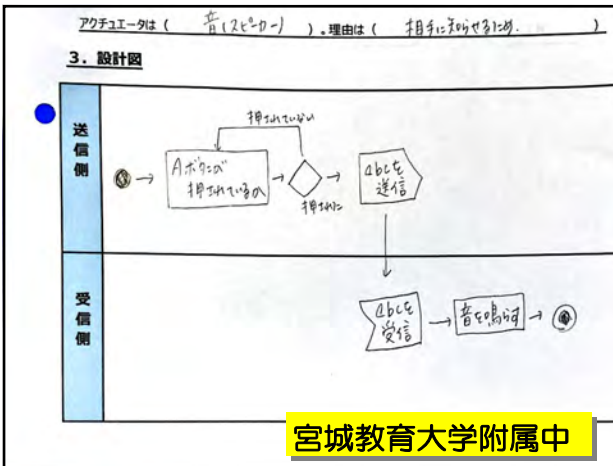 アクチュエータは ( 音(スピーカー) ) 。理由は ( 相手に知らせるため. )
3．設計図
送信側
押されていない
Aボタンが
押されているか
押された
abcを
送信
受信側
abcを
受信
音を鳴らす
宮城教育大学附属中